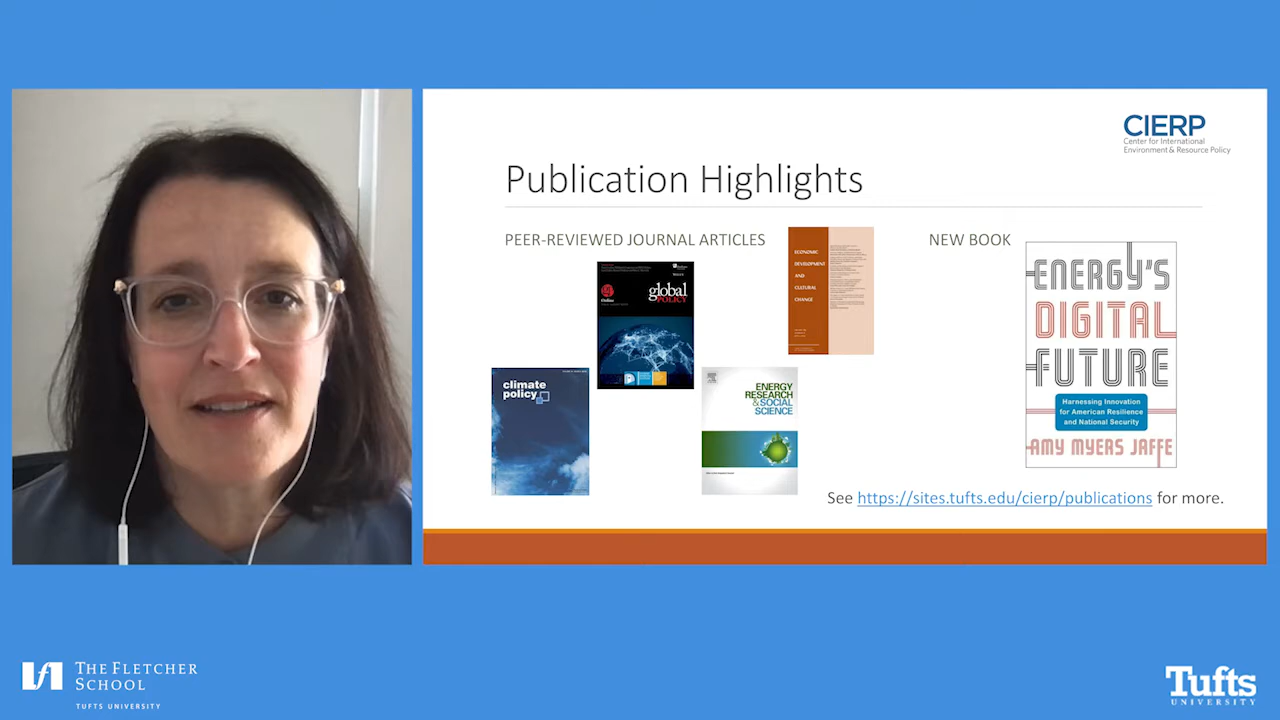 CIERP
Center for International
Environment & Resource Policy
Publication Highlights
PEER-REVIEWED JOURNAL ARTICLES
NEW BOOK
global
POLICY
Online
WILEY
ECONOMIC
DEVELOPMENT
AND
CULTURAL
CHANGE
climate
policy
ENERGY
RESEARCH
& SOCIAL
SCIENCE
ENERGY'S
DIGITAL
FUTURE
Harnessing Innovation
for American Resilience
and National Security
AMY MYERS JAFFE
See https://sites.tufts.edu/cierp/publications for more.
THE FLETCHER
SCHOOL
TUFTS UNIVERSITY
Tufts
UNIVERSITY